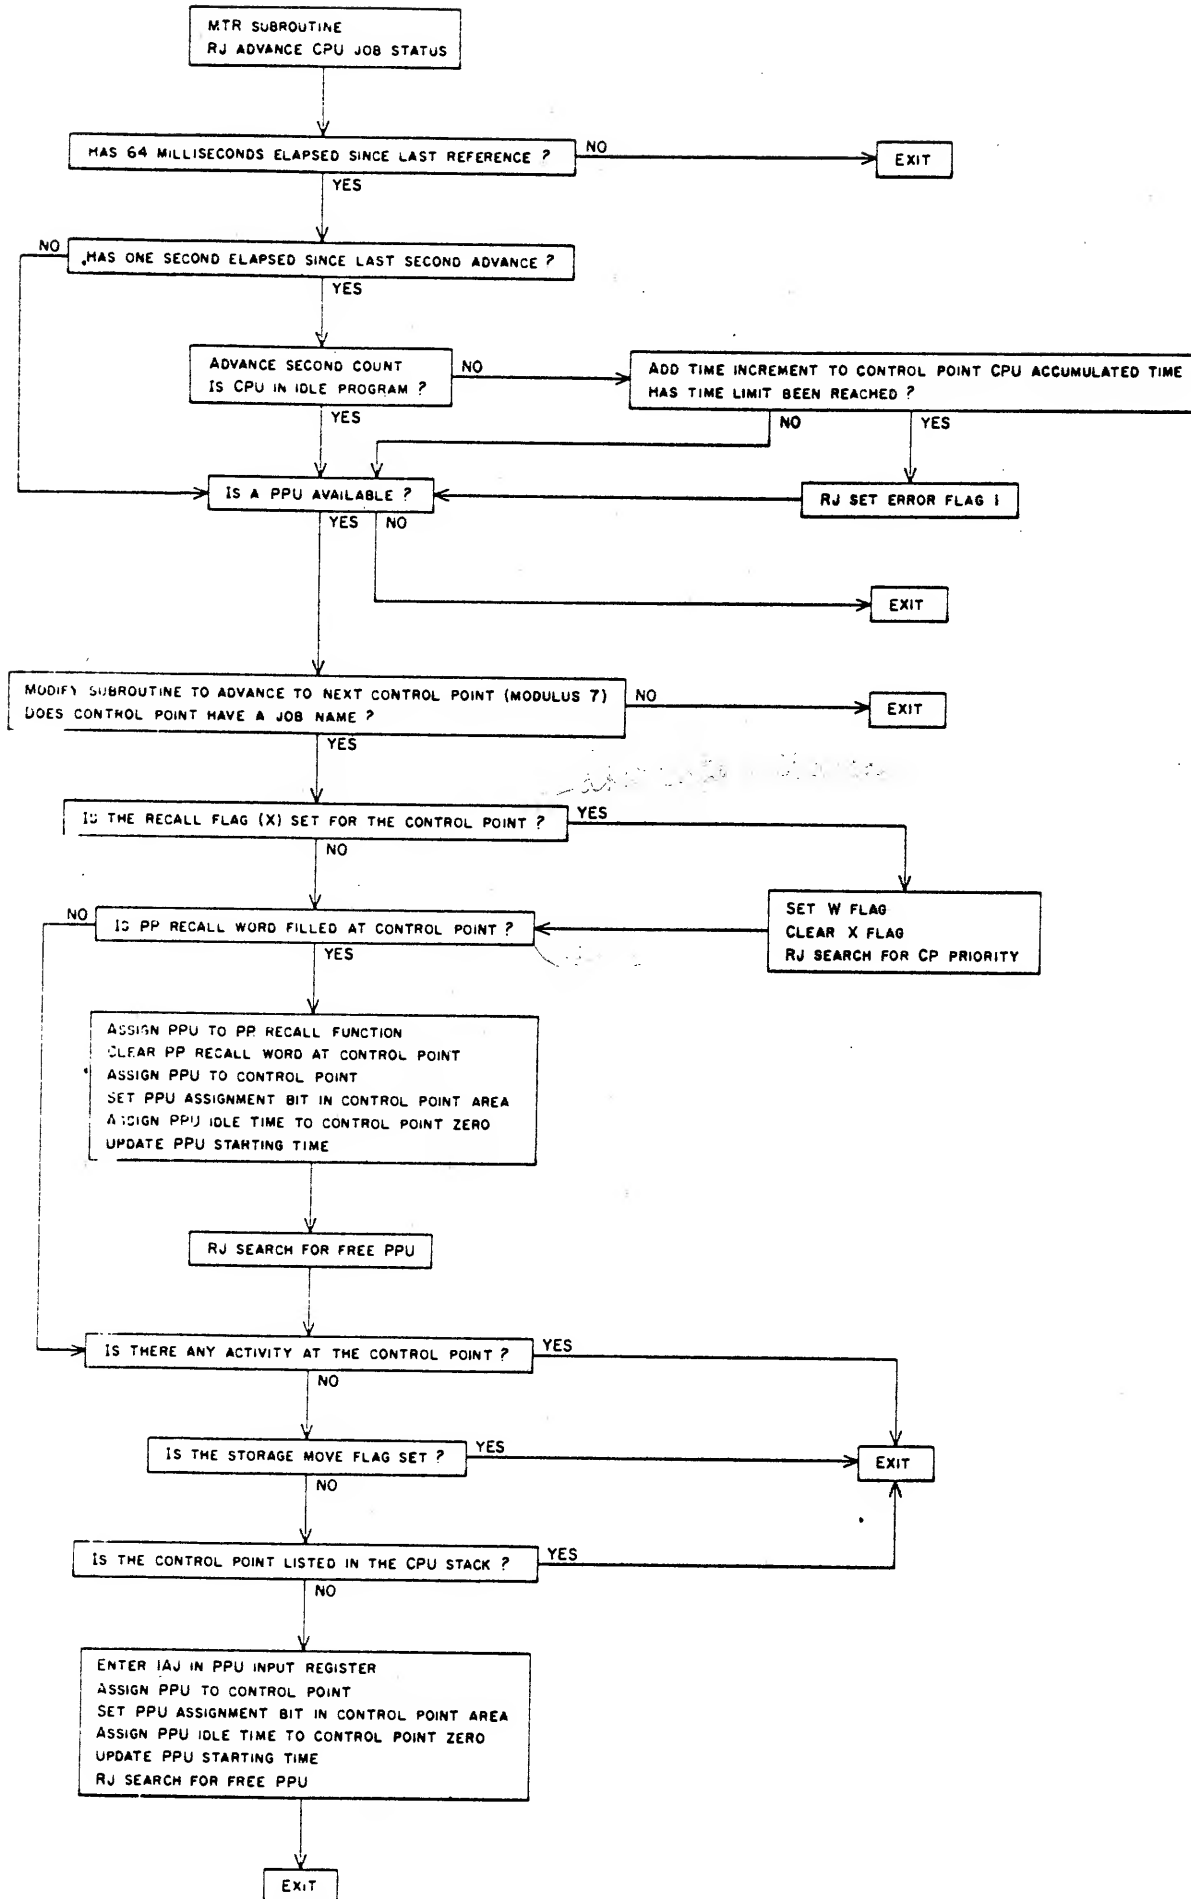 MTR SUBROUTINE
RJ ADVANCE CPU JOB STATUS
HAS 64 MILLISECONDS ELAPSED SINCE LAST REFERENCE ?
NO
EXIT
YES
NO
HAS ONE SECOND ELAPSED SINCE LAST SECOND ADVANCE ?
YES
ADVANCE SECOND COUNT
IS CPU IN IDLE PROGRAM ?
NO
ADD TIME INCREMENT TO CONTROL POINT CPU ACCUMULATED TIME
HAS TIME LIMIT BEEN REACHED ?
YES
NO
YES
IS A PPU AVAILABLE ?
RJ SET ERROR FLAG 1
YES
NO
EXIT
MODIFY SUBROUTINE TO ADVANCE TO NEXT CONTROL POINT (MODULUS 7)
DOES CONTROL POINT HAVE A JOB NAME ?
NO
EXIT
YES
IS THE RECALL FLAG (X) SET FOR THE CONTROL POINT ?
YES
NO
SET W FLAG
CLEAR X FLAG
RJ SEARCH FOR CP PRIORITY
NO
IS PP RECALL WORD FILLED AT CONTROL POINT ?
YES
ASSIGN PPU TO PP RECALL FUNCTION
CLEAR PP RECALL WORD AT CONTROL POINT
ASSIGN PPU TO CONTROL POINT
SET PPU ASSIGNMENT BIT IN CONTROL POINT AREA
ASSIGN PPU IDLE TIME TO CONTROL POINT ZERO
UPDATE PPU STARTING TIME
RJ SEARCH FOR FREE PPU
IS THERE ANY ACTIVITY AT THE CONTROL POINT ?
YES
NO
IS THE STORAGE MOVE FLAG SET ?
YES
EXIT
NO
IS THE CONTROL POINT LISTED IN THE CPU STACK ?
YES
NO
ENTER IAJ IN PPU INPUT REGISTER
ASSIGN PPU TO CONTROL POINT
SET PPU ASSIGNMENT BIT IN CONTROL POINT AREA
ASSIGN PPU IDLE TIME TO CONTROL POINT ZERO
UPDATE PPU STARTING TIME
RJ SEARCH FOR FREE PPU
EXIT